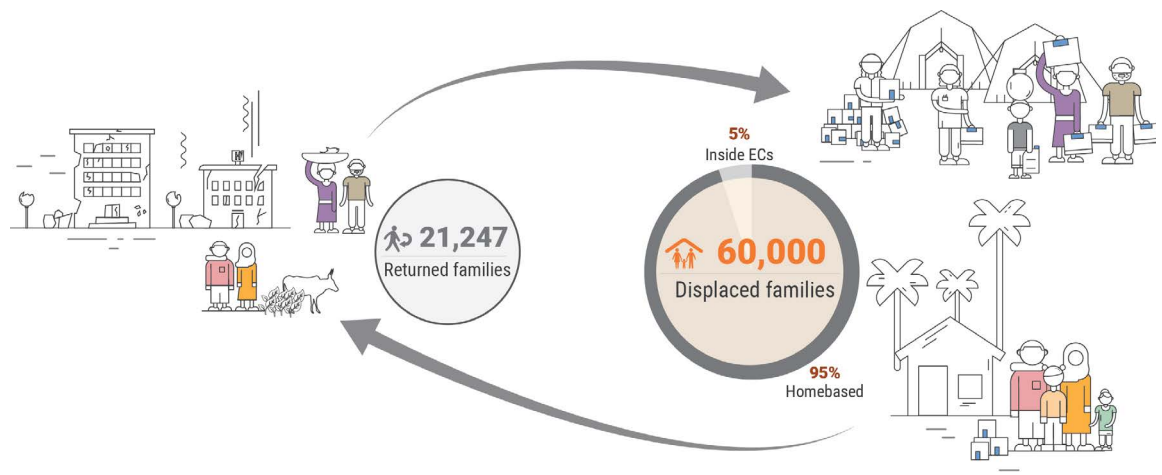 21,247
Returned families
5%
Inside ECs
60,000
Displaced families
95%
Homebased